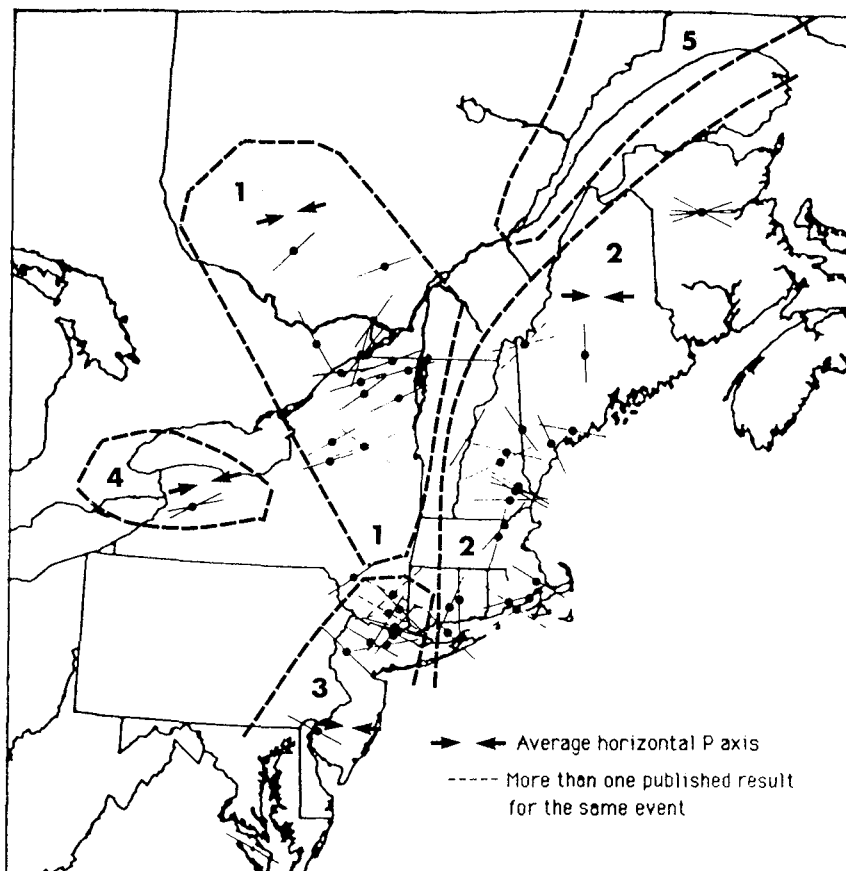 5
1
2
4
1
2
3
Average horizontal P axis
More than one published result
for the same event